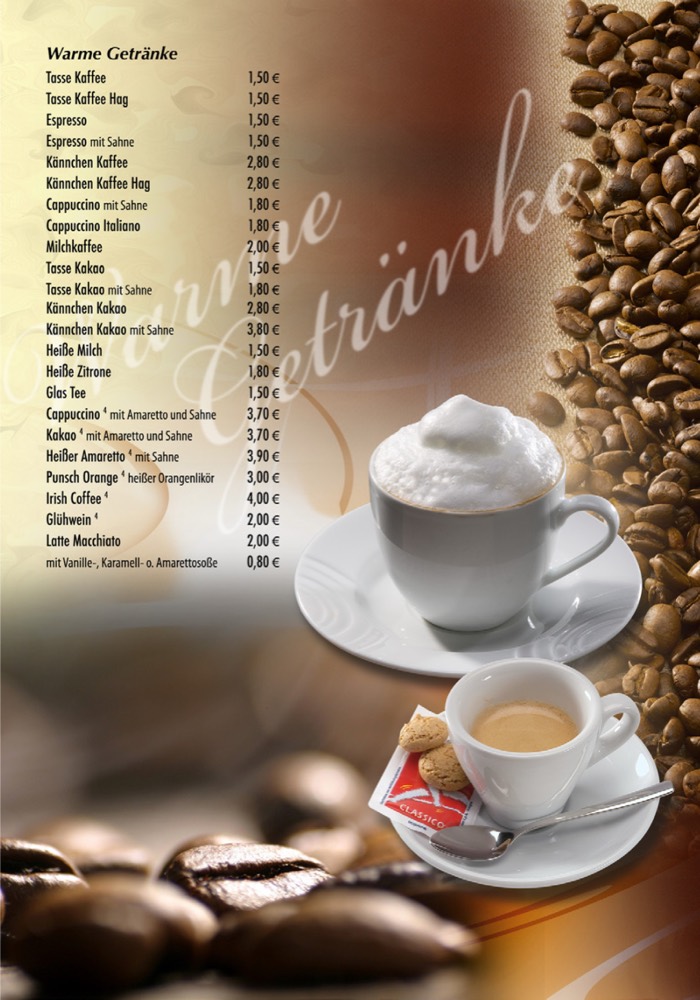 Warme Getränke
Tasse Kaffee 1,50 €
Tasse Kaffee Hag 1,50 €
Espresso 1,50 €
Espresso mit Sahne 1,50 €
Kännchen Kaffee 2,80 €
Kännchen Kaffee Hag 2,80 €
Cappuccino mit Sahne 1,80 €
Cappuccino Italiano 1,80 €
Milchkaffee 2,00 €
Tasse Kakao 1,50 €
Tasse Kakao mit Sahne 1,80 €
Kännchen Kakao 2,80 €
Kännchen Kakao mit Sahne 3,80 €
Heiße Milch 1,50 €
Heiße Zitrone 1,80 €
Glas Tee 1,50 €
Cappuccino ⁴ mit Amaretto und Sahne 3,70 €
Kakao ⁴ mit Amaretto und Sahne 3,70 €
Heißer Amaretto ⁴ mit Sahne 3,90 €
Punsch Orange ⁴ heißer Orangenlikör 3,00 €
Irish Coffee ⁴ 4,00 €
Glühwein ⁴ 2,00 €
Latte Macchiato 2,00 €
mit Vanille-, Karamell- o. Amarettosoße 0,80 €
Warme
Getränke
CLASSICO